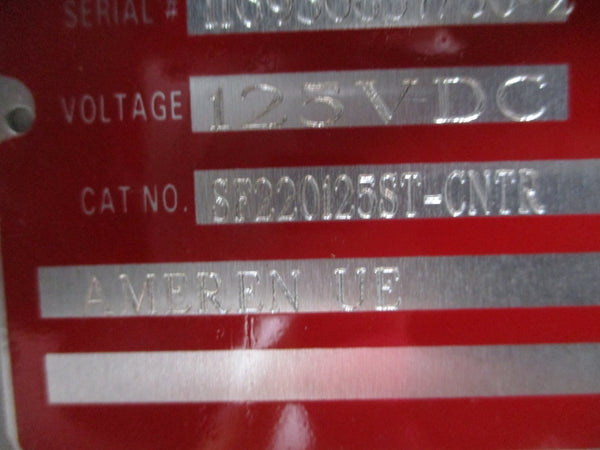 SERIAL #
VOLTAGE 125VDC
CAT NO. SF220125ST-CNTR
AMEREN UE